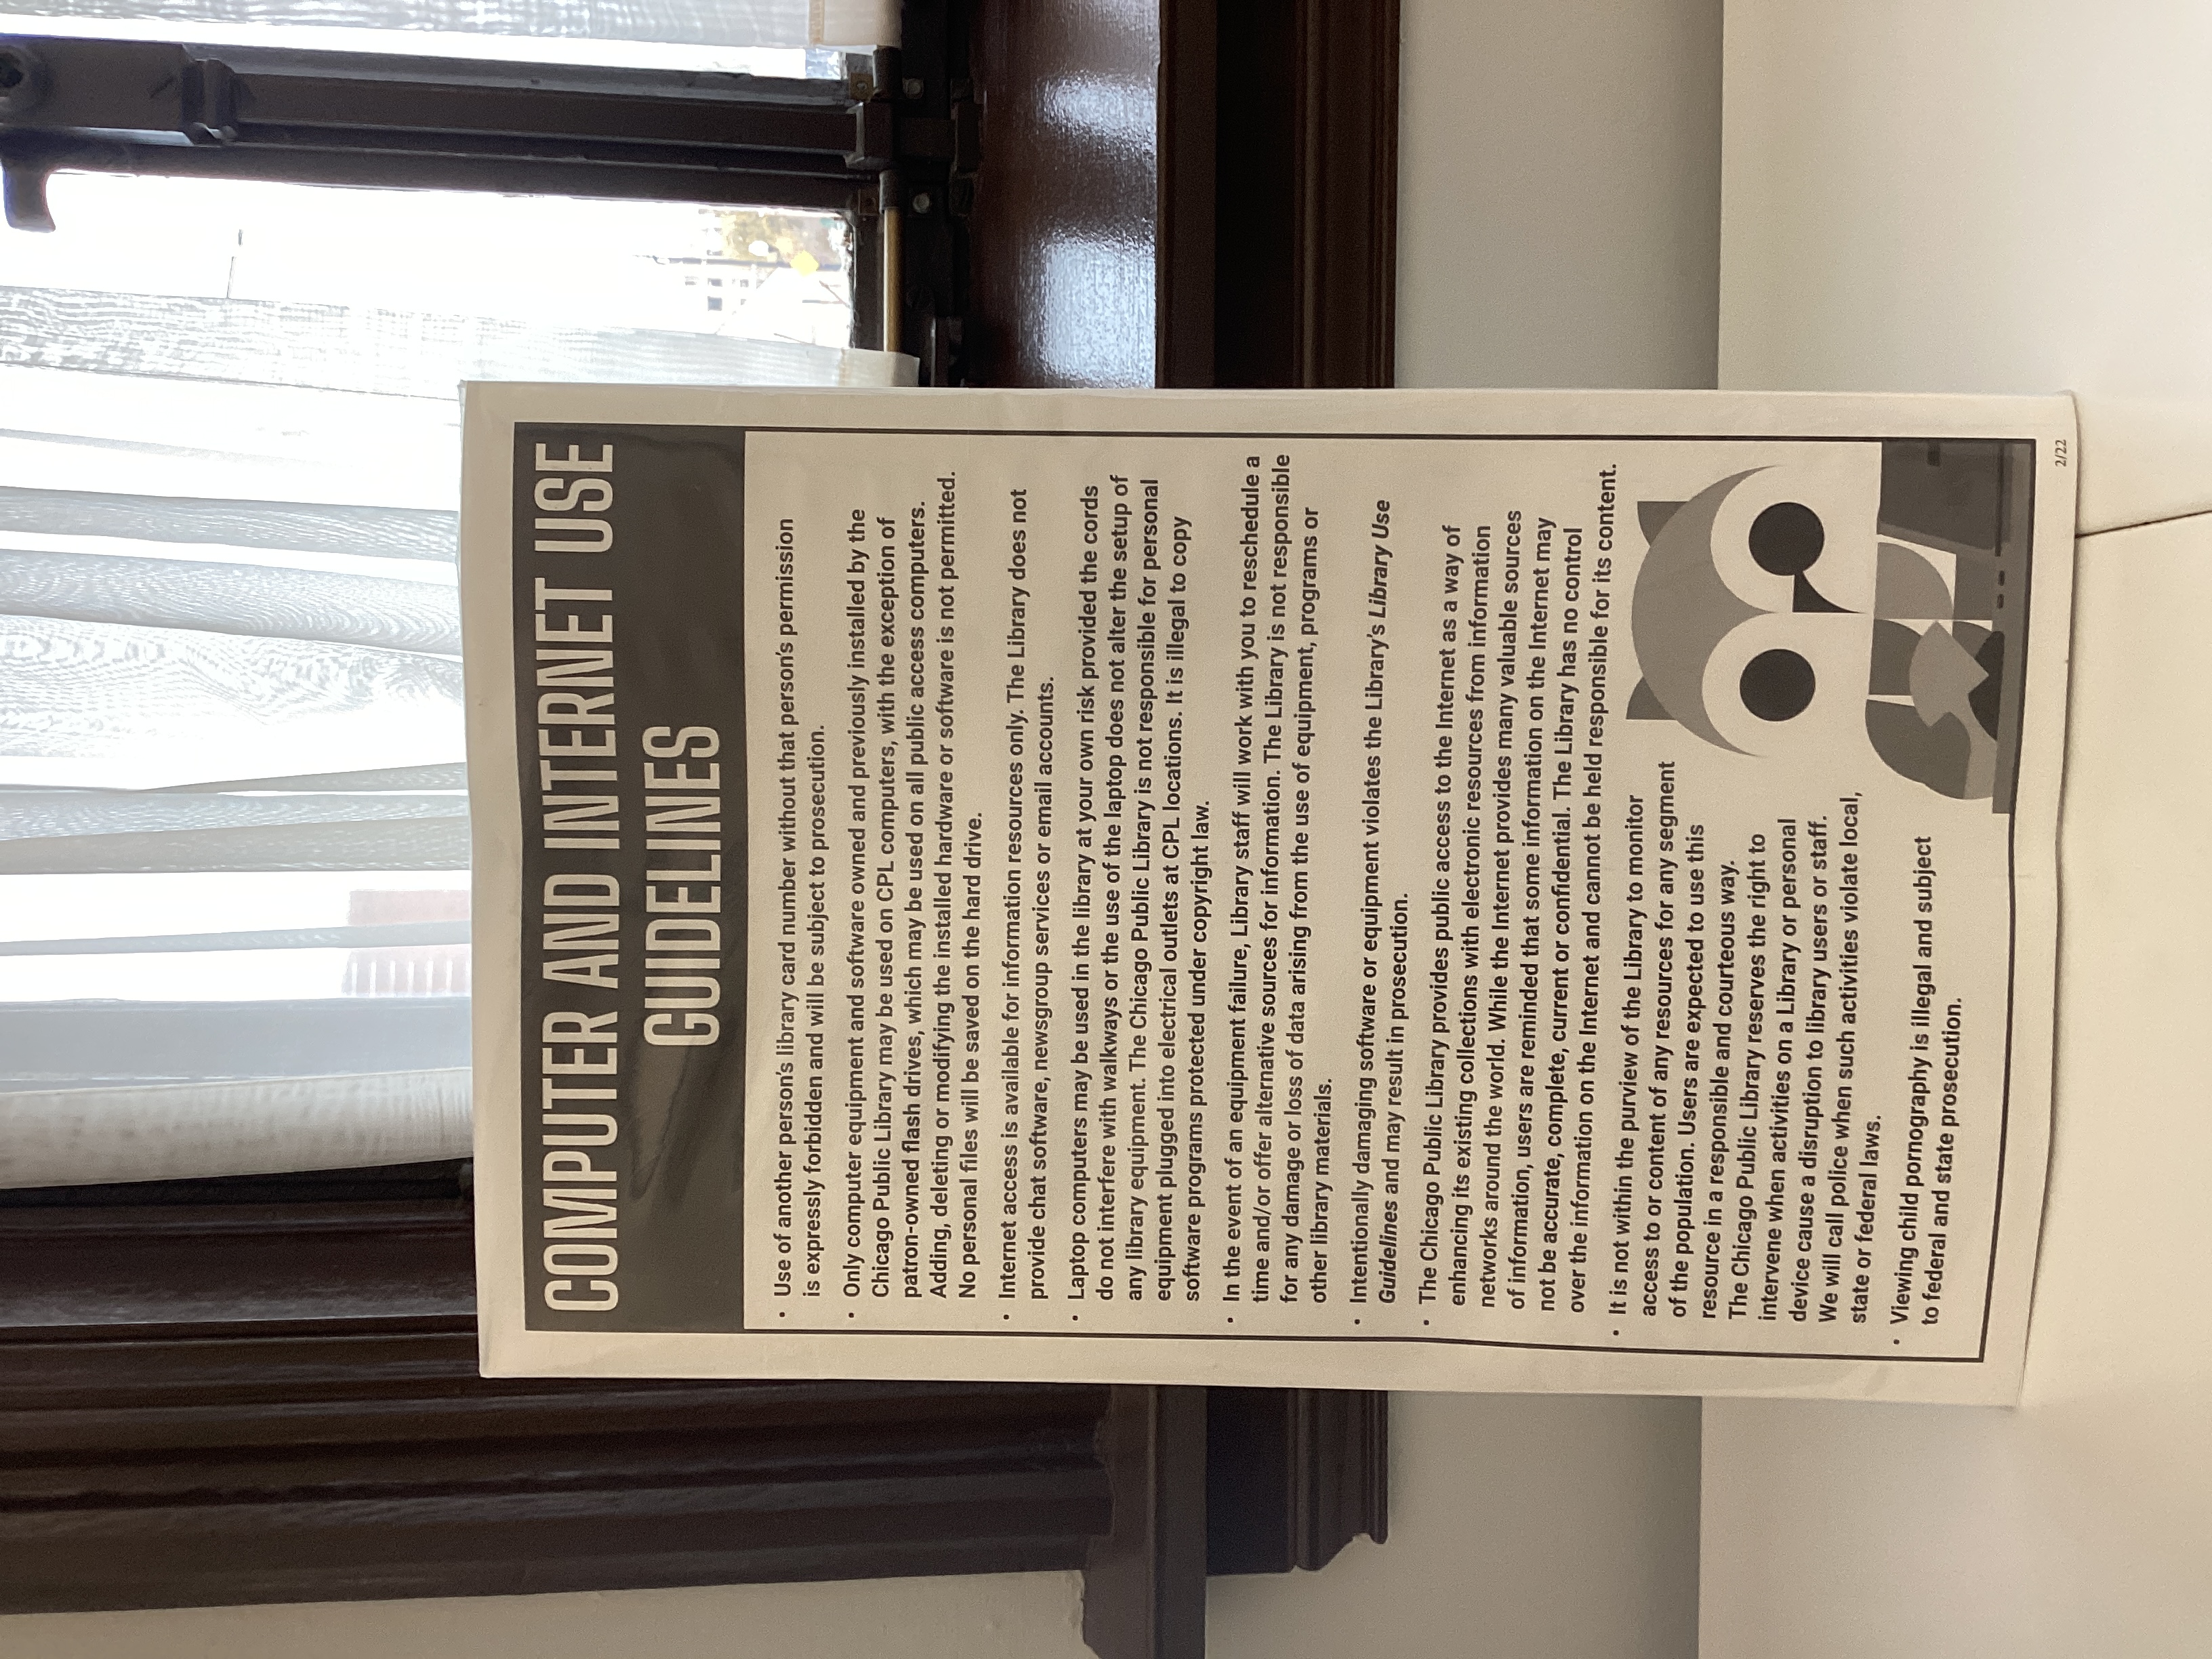 COMPUTER AND INTERNET USE
GUIDELINES
• Use of another person's library card number without that person's permission
is expressly forbidden and will be subject to prosecution.
• Only computer equipment and software owned and previously installed by the
Chicago Public Library may be used on CPL computers, with the exception of
patron-owned flash drives, which may be used on all public access computers.
Adding, deleting or modifying the installed hardware or software is not permitted.
No personal files will be saved on the hard drive.
• Internet access is available for information resources only. The Library does not
provide chat software, newsgroup services or email accounts.
• Laptop computers may be used in the library at your own risk provided the cords
do not interfere with walkways or the use of the laptop does not alter the setup of
any library equipment. The Chicago Public Library is not responsible for personal
equipment plugged into electrical outlets at CPL locations. It is illegal to copy
software programs protected under copyright law.
• In the event of an equipment failure, Library staff will work with you to reschedule a
time and/or offer alternative sources for information. The Library is not responsible
for any damage or loss of data arising from the use of equipment, programs or
other library materials.
• Intentionally damaging software or equipment violates the Library's Library Use
Guidelines and may result in prosecution.
• The Chicago Public Library provides public access to the Internet as a way of
enhancing its existing collections with electronic resources from information
networks around the world. While the Internet provides many valuable sources
of information, users are reminded that some information on the Internet may
not be accurate, complete, current or confidential. The Library has no control
over the information on the Internet and cannot be held responsible for its content.
• It is not within the purview of the Library to monitor
access to or content of any resources for any segment
of the population. Users are expected to use this
resource in a responsible and courteous way.
The Chicago Public Library reserves the right to
intervene when activities on a Library or personal
device cause a disruption to library users or staff.
We will call police when such activities violate local,
state or federal laws.
• Viewing child pornography is illegal and subject
to federal and state prosecution.
2/22